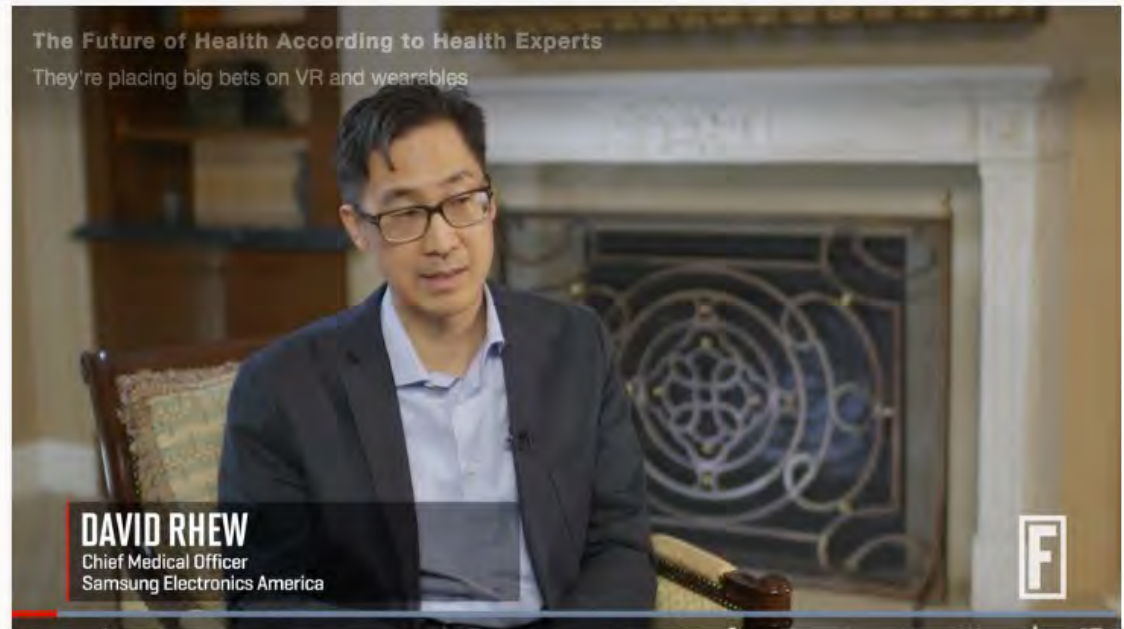 The Future of Health According to Health Experts
They're placing big bets on VR and wearables
DAVID RHEW
Chief Medical Officer
Samsung Electronics America
F